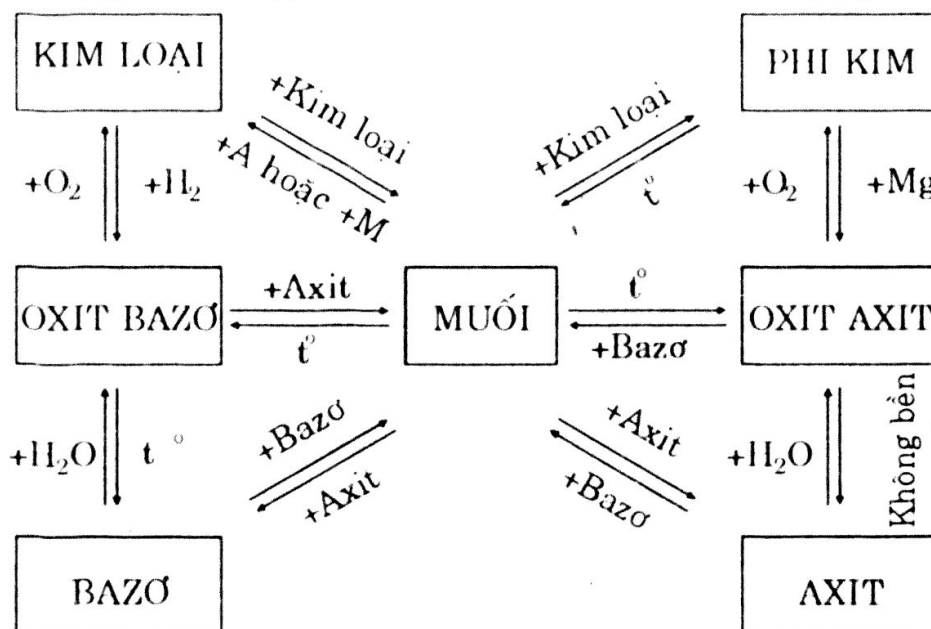 KIM LOẠI
PHI KIM
+Kim loại
+A hoặc +M
+Kim loại
t°
+O₂
+H₂
+O₂
+Mg
OXIT BAZƠ
+Axit
t°
MUỐI
t°
+Bazơ
OXIT AXIT
+H₂O
t °
+Bazơ
+Axit
+Axit
+Bazơ
+H₂O
Không bền
BAZƠ
AXIT